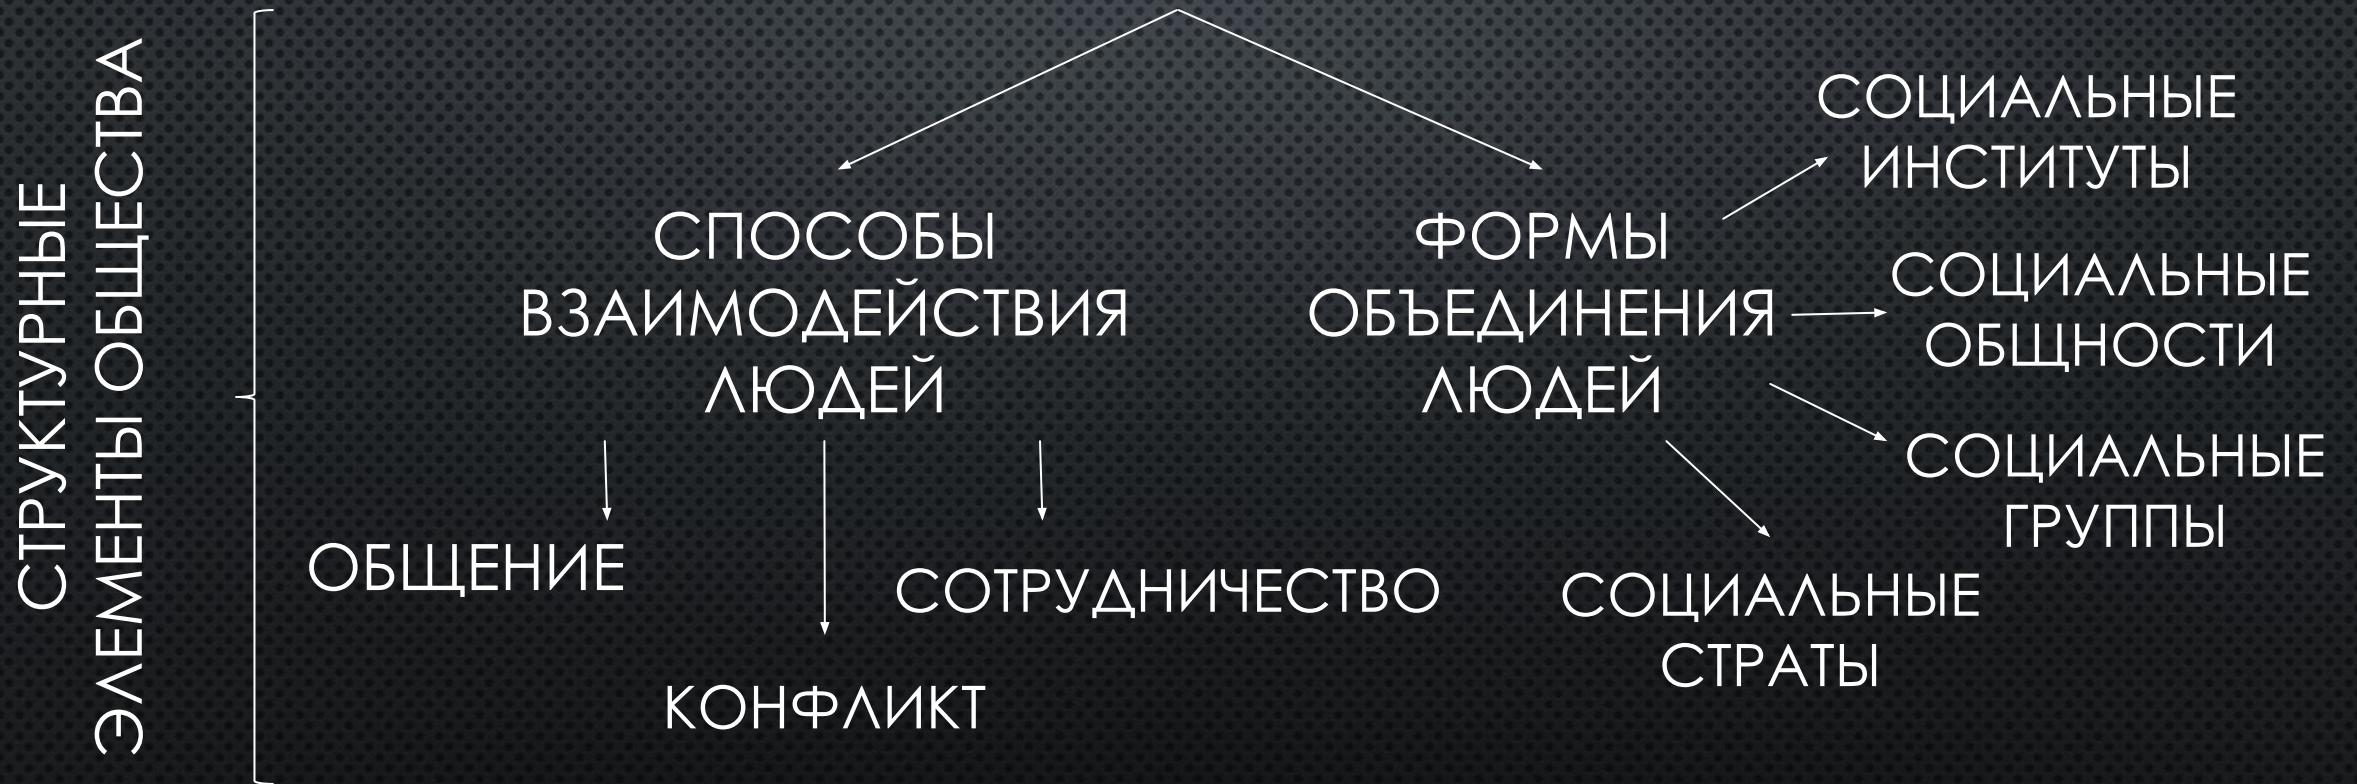 СТРУКТУРНЫЕ
ЭЛЕМЕНТЫ ОБЩЕСТВА
СПОСОБЫ
ВЗАИМОДЕЙСТВИЯ
ЛЮДЕЙ
ОБЩЕНИЕ
КОНФЛИКТ
СОТРУДНИЧЕСТВО
ФОРМЫ
ОБЪЕДИНЕНИЯ
ЛЮДЕЙ
СОЦИАЛЬНЫЕ
ИНСТИТУТЫ
СОЦИАЛЬНЫЕ
ОБЩНОСТИ
СОЦИАЛЬНЫЕ
ГРУППЫ
СОЦИАЛЬНЫЕ
СТРАТЫ